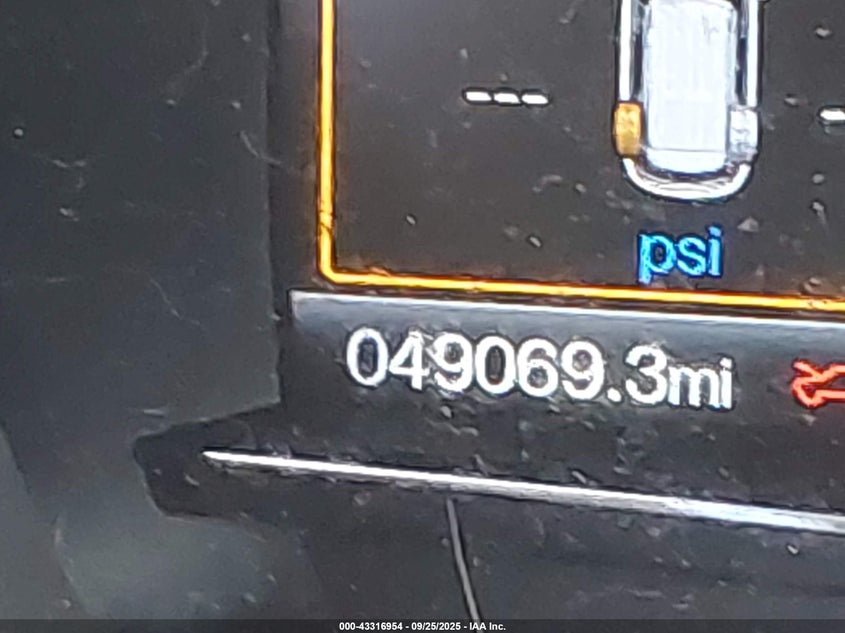 ---
psi
049069.3mi
000-43316954 - 09/25/2025 - IAA Inc.